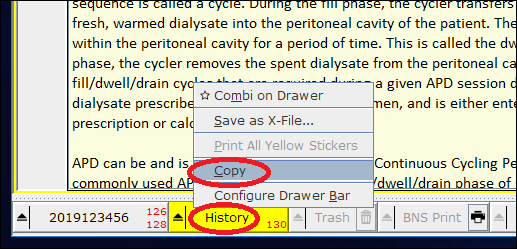 sequence is called a cycle. During the fill phase, the cycler transfers
fresh, warmed dialysate into the peritoneal cavity of the patient. The
within the peritoneal cavity for a period of time. This is called the dw
phase, the cycler removes the spent dialysate from the peritoneal ca
fill/dwell/drain cycles that are required during a given APD session d
dialysate prescribe men, and is either ente
prescription or calc
APD can be and is Continuous Cycling Pe
commonly used AP /dwell/drain phase of
Combi on Drawer
Save as X-File...
Print All Yellow Stickers
Copy
Configure Drawer Bar
2019123456 126 128
History 130
Trash
BNS Print